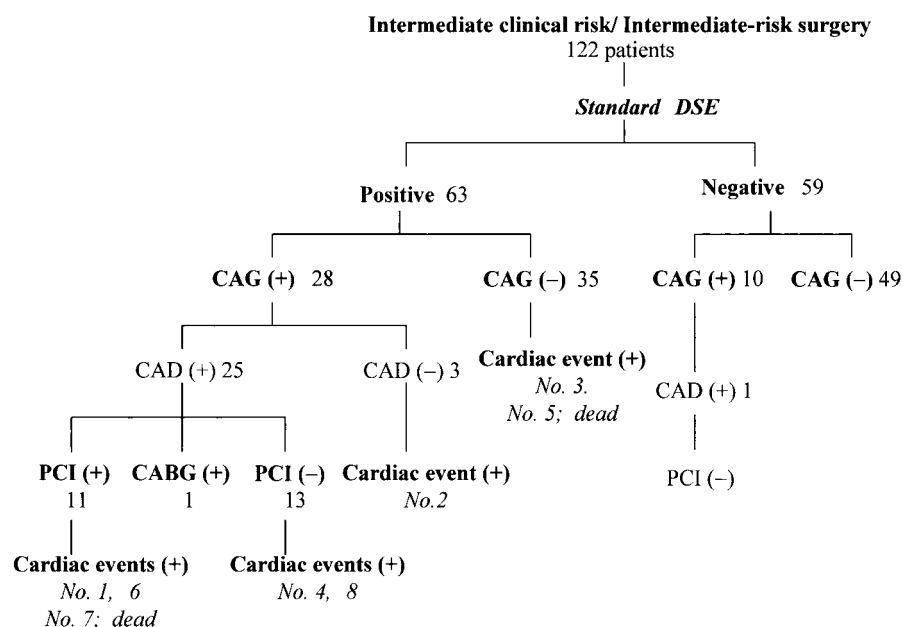 Intermediate clinical risk/ Intermediate-risk surgery
122 patients
Standard DSE
Positive 63
Negative 59
CAG (+) 28
CAG (–) 35
CAG (+) 10
CAG (–) 49
CAD (+) 25
CAD (–) 3
Cardiac event (+)
No. 3.
No. 5; dead
CAD (+) 1
PCI (+)
11
CABG (+)
1
PCI (–)
13
Cardiac event (+)
No.2
PCI (–)
Cardiac events (+)
No. 1, 6
No. 7; dead
Cardiac events (+)
No. 4, 8